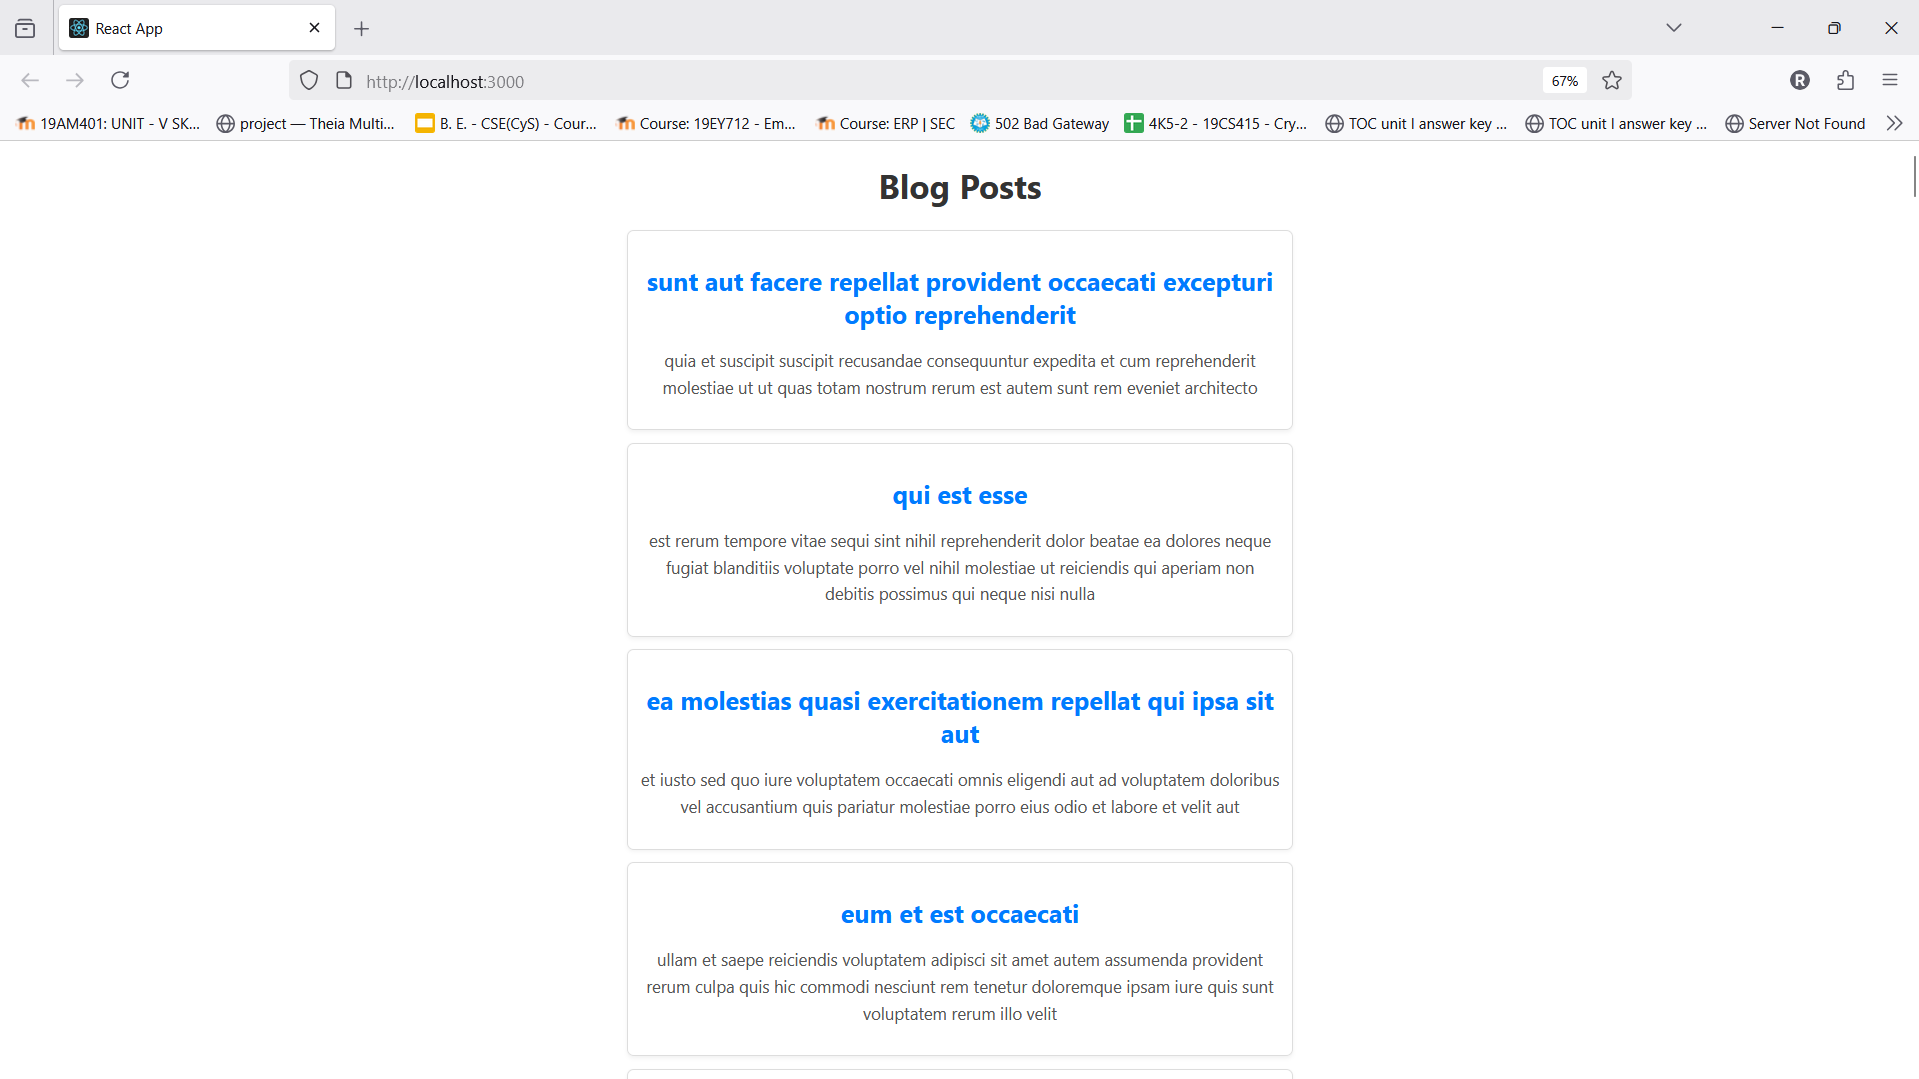 React App
http://localhost:3000
67%
R
19AM401: UNIT - V SK...
project — Theia Multi...
B. E. - CSE(CyS) - Cour...
Course: 19EY712 - Em...
Course: ERP | SEC
502 Bad Gateway
4K5-2 - 19CS415 - Cry...
TOC unit I answer key ...
TOC unit I answer key ...
Server Not Found
Blog Posts
sunt aut facere repellat provident occaecati excepturi
optio reprehenderit
quia et suscipit suscipit recusandae consequuntur expedita et cum reprehenderit
molestiae ut ut quas totam nostrum rerum est autem sunt rem eveniet architecto
qui est esse
est rerum tempore vitae sequi sint nihil reprehenderit dolor beatae ea dolores neque
fugiat blanditiis voluptate porro vel nihil molestiae ut reiciendis qui aperiam non
debitis possimus qui neque nisi nulla
ea molestias quasi exercitationem repellat qui ipsa sit
aut
et iusto sed quo iure voluptatem occaecati omnis eligendi aut ad voluptatem doloribus
vel accusantium quis pariatur molestiae porro eius odio et labore et velit aut
eum et est occaecati
ullam et saepe reiciendis voluptatem adipisci sit amet autem assumenda provident
rerum culpa quis hic commodi nesciunt rem tenetur doloremque ipsam iure quis sunt
voluptatem rerum illo velit